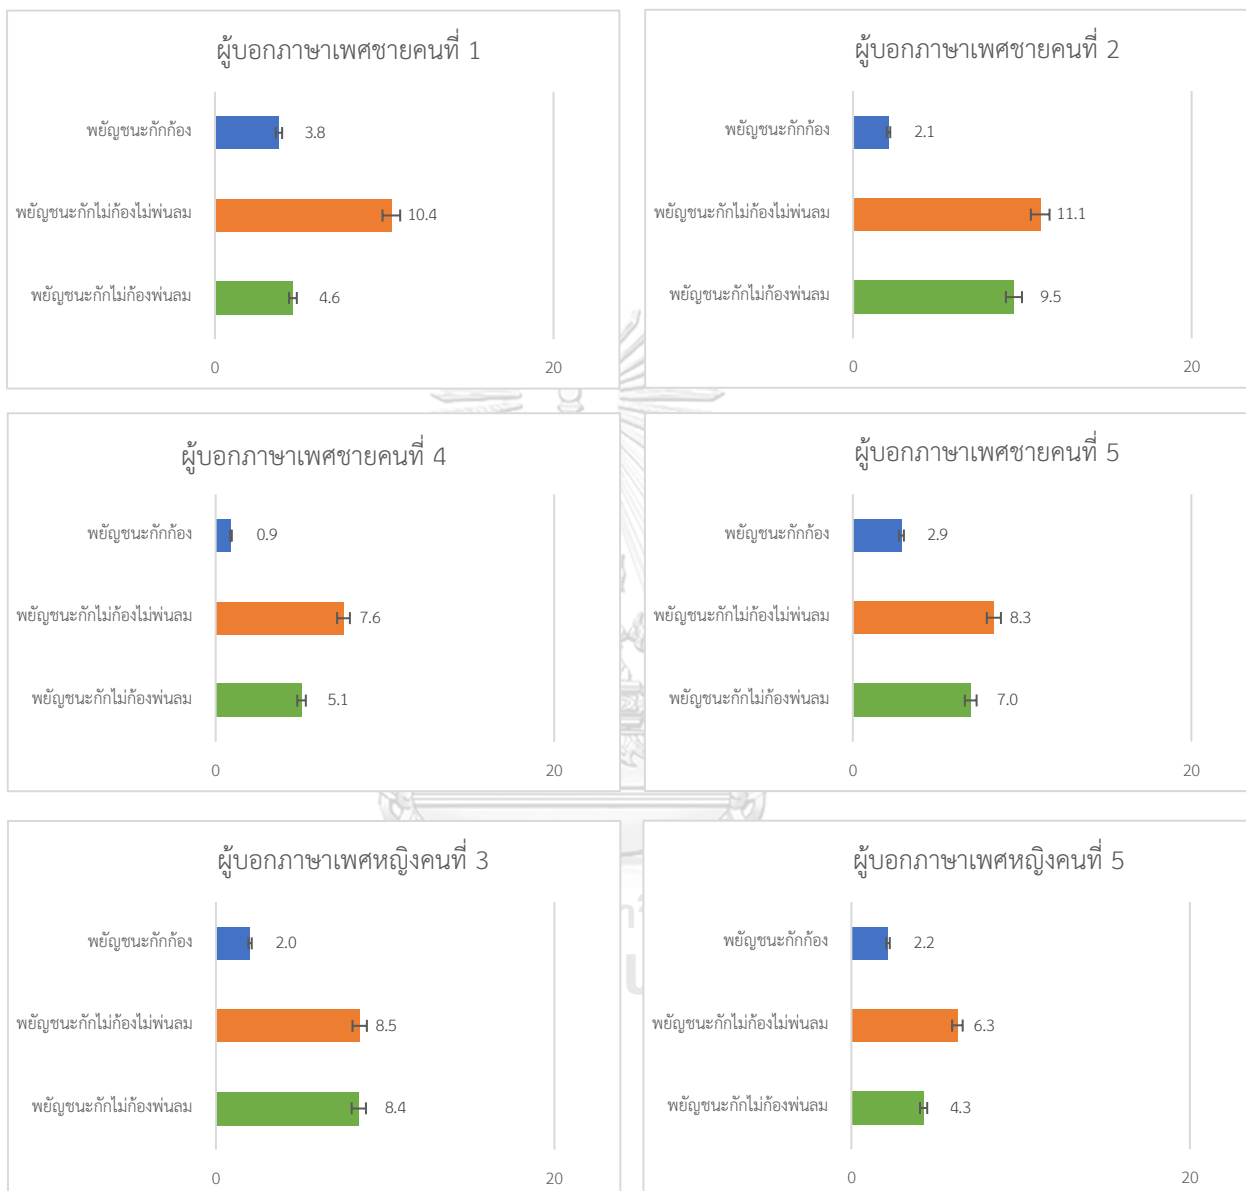 ผู้บอกภาษาเพศชายคนที่ 1
พยัญชนะกักก้อง 3.8
พยัญชนะกักไม่ก้องไม่พ่นลม 10.4
พยัญชนะกักไม่ก้องพ่นลม 4.6
0 20
ผู้บอกภาษาเพศชายคนที่ 2
พยัญชนะกักก้อง 2.1
พยัญชนะกักไม่ก้องไม่พ่นลม 11.1
พยัญชนะกักไม่ก้องพ่นลม 9.5
0 20
ผู้บอกภาษาเพศชายคนที่ 4
พยัญชนะกักก้อง 0.9
พยัญชนะกักไม่ก้องไม่พ่นลม 7.6
พยัญชนะกักไม่ก้องพ่นลม 5.1
0 20
ผู้บอกภาษาเพศชายคนที่ 5
พยัญชนะกักก้อง 2.9
พยัญชนะกักไม่ก้องไม่พ่นลม 8.3
พยัญชนะกักไม่ก้องพ่นลม 7.0
0 20
ผู้บอกภาษาเพศหญิงคนที่ 3
พยัญชนะกักก้อง 2.0
พยัญชนะกักไม่ก้องไม่พ่นลม 8.5
พยัญชนะกักไม่ก้องพ่นลม 8.4
0 20
ผู้บอกภาษาเพศหญิงคนที่ 5
พยัญชนะกักก้อง 2.2
พยัญชนะกักไม่ก้องไม่พ่นลม 6.3
พยัญชนะกักไม่ก้องพ่นลม 4.3
0 20